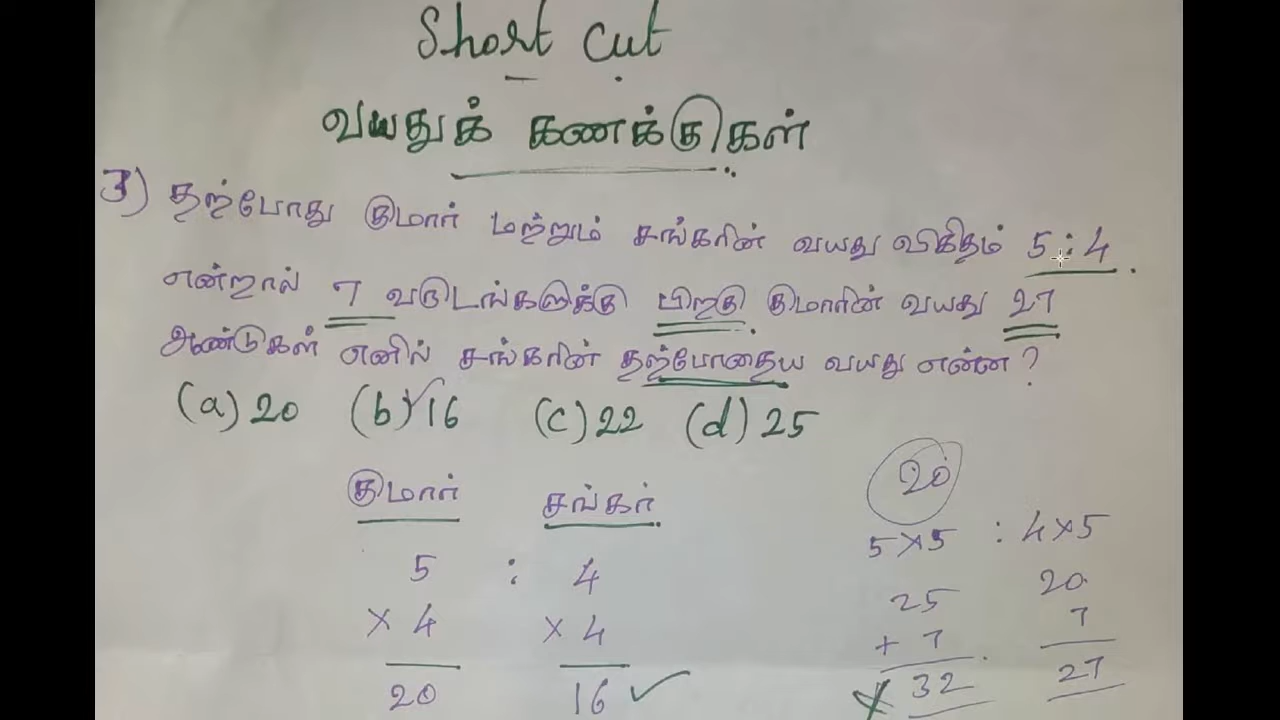 Short Cut
வயதுக் கணக்குகள்
3) தற்போது குமார் மற்றும் சங்கரின் வயது விகிதம் 5:4.
என்றால் 7 வருடங்களுக்கு பிறகு குமாரின் வயது 27
ஆண்டுகள் எனில் சங்கரின் தற்போதைய வயது என்ன?
(a) 20 (b) 16 (c) 22 (d) 25
குமார் சங்கர்
5 : 4
× 4 × 4
20 16 ✓
20
5×5 : 4×5
25 20
+ 7 7
× 32 27